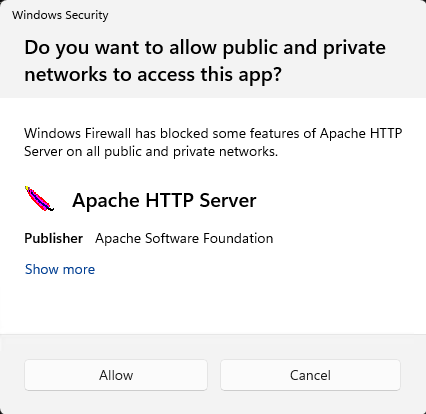 Windows Security
Do you want to allow public and private
networks to access this app?
Windows Firewall has blocked some features of Apache HTTP
Server on all public and private networks.
Apache HTTP Server
Publisher Apache Software Foundation
Show more
Allow
Cancel